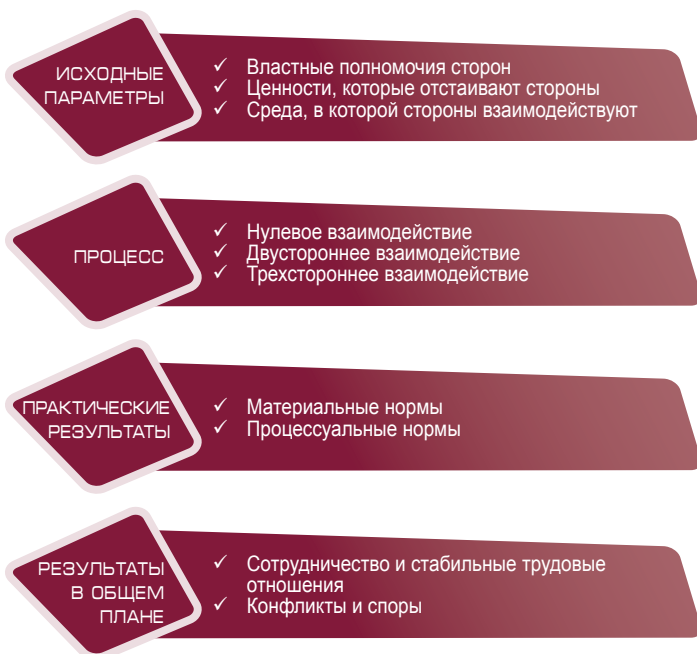 ИСХОДНЫЕ
ПАРАМЕТРЫ
✓ Властные полномочия сторон
✓ Ценности, которые отстаивают стороны
✓ Среда, в которой стороны взаимодействуют
ПРОЦЕСС
✓ Нулевое взаимодействие
✓ Двустороннее взаимодействие
✓ Трехстороннее взаимодействие
ПРАКТИЧЕСКИЕ
РЕЗУЛЬТАТЫ
✓ Материальные нормы
✓ Процессуальные нормы
РЕЗУЛЬТАТЫ
В ОБЩЕМ
ПЛАНЕ
✓ Сотрудничество и стабильные трудовые
отношения
✓ Конфликты и споры